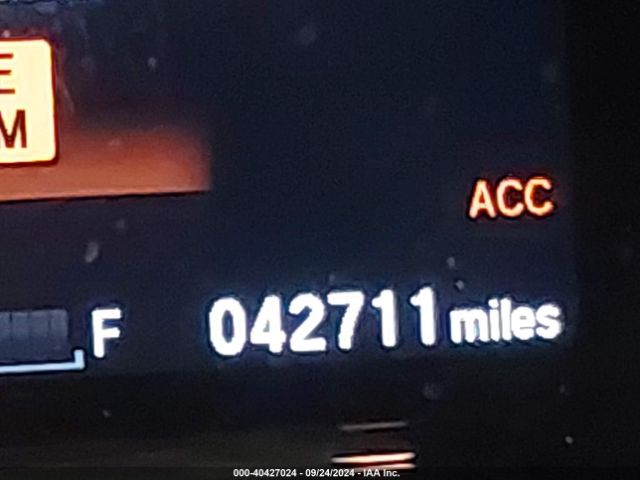 E
M
ACC
F 042711 miles
000-40427024 - 09/24/2024 - IAA Inc.